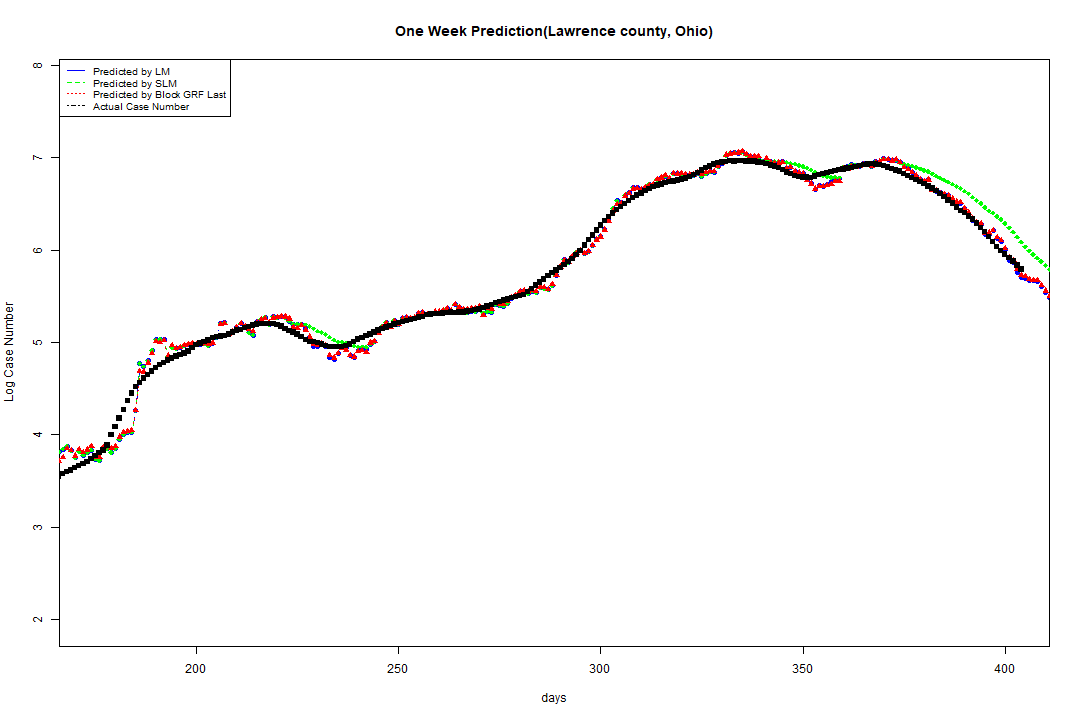 One Week Prediction(Lawrence county, Ohio)
Predicted by LM
Predicted by SLM
Predicted by Block GRF Last
Actual Case Number
8
7
6
5
4
3
2
Log Case Number
200 250 300 350 400
days